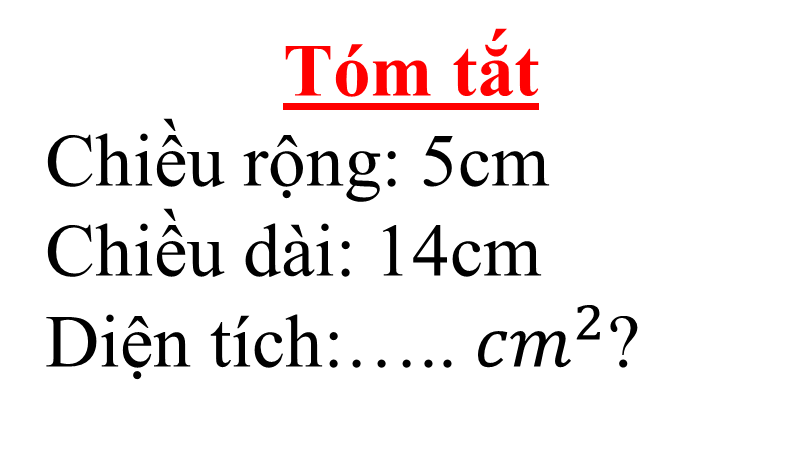 Tóm tắt
Chiều rộng: 5cm
Chiều dài: 14cm
Diện tích:….. 𝑐𝑚²?